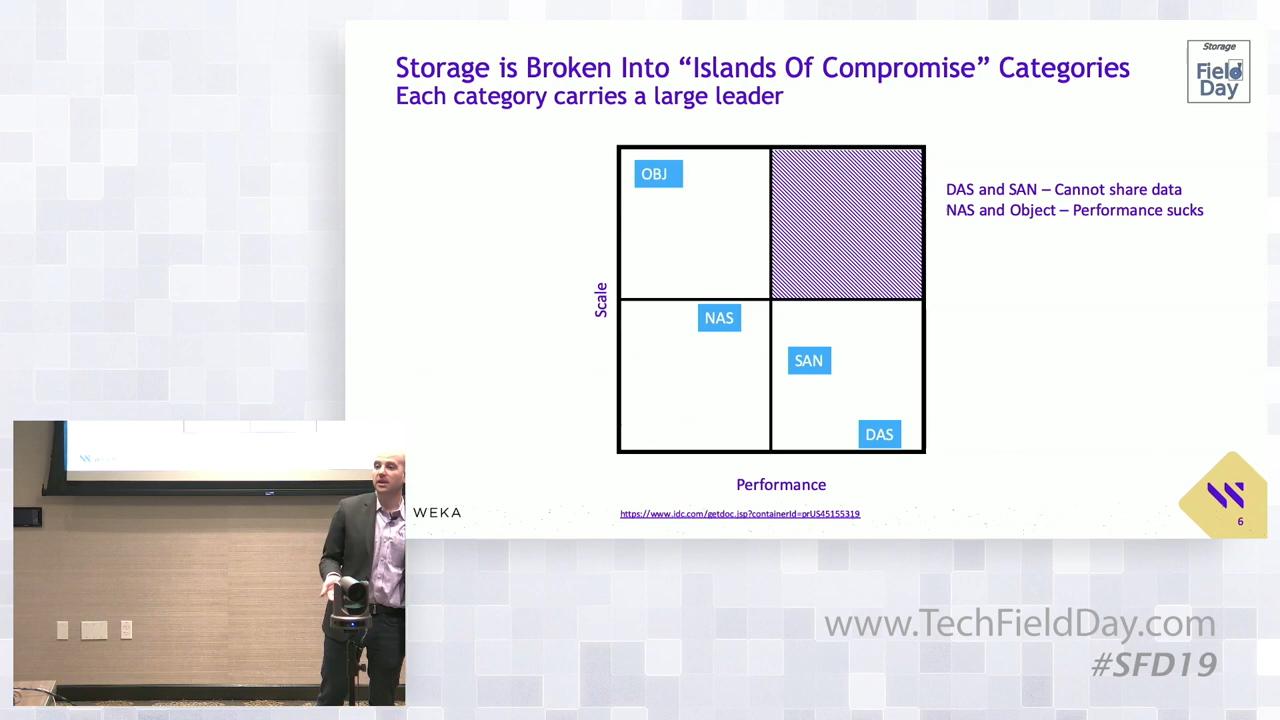 Storage is Broken Into “Islands Of Compromise” Categories
Each category carries a large leader
Storage
Field
Day
OBJ
DAS and SAN – Cannot share data
NAS and Object – Performance sucks
Scale
NAS
SAN
DAS
Performance
WEKA
https://www.idc.com/getdoc.jsp?containerId=prUS45155319
6
www.TechFieldDay.com
#SFD19